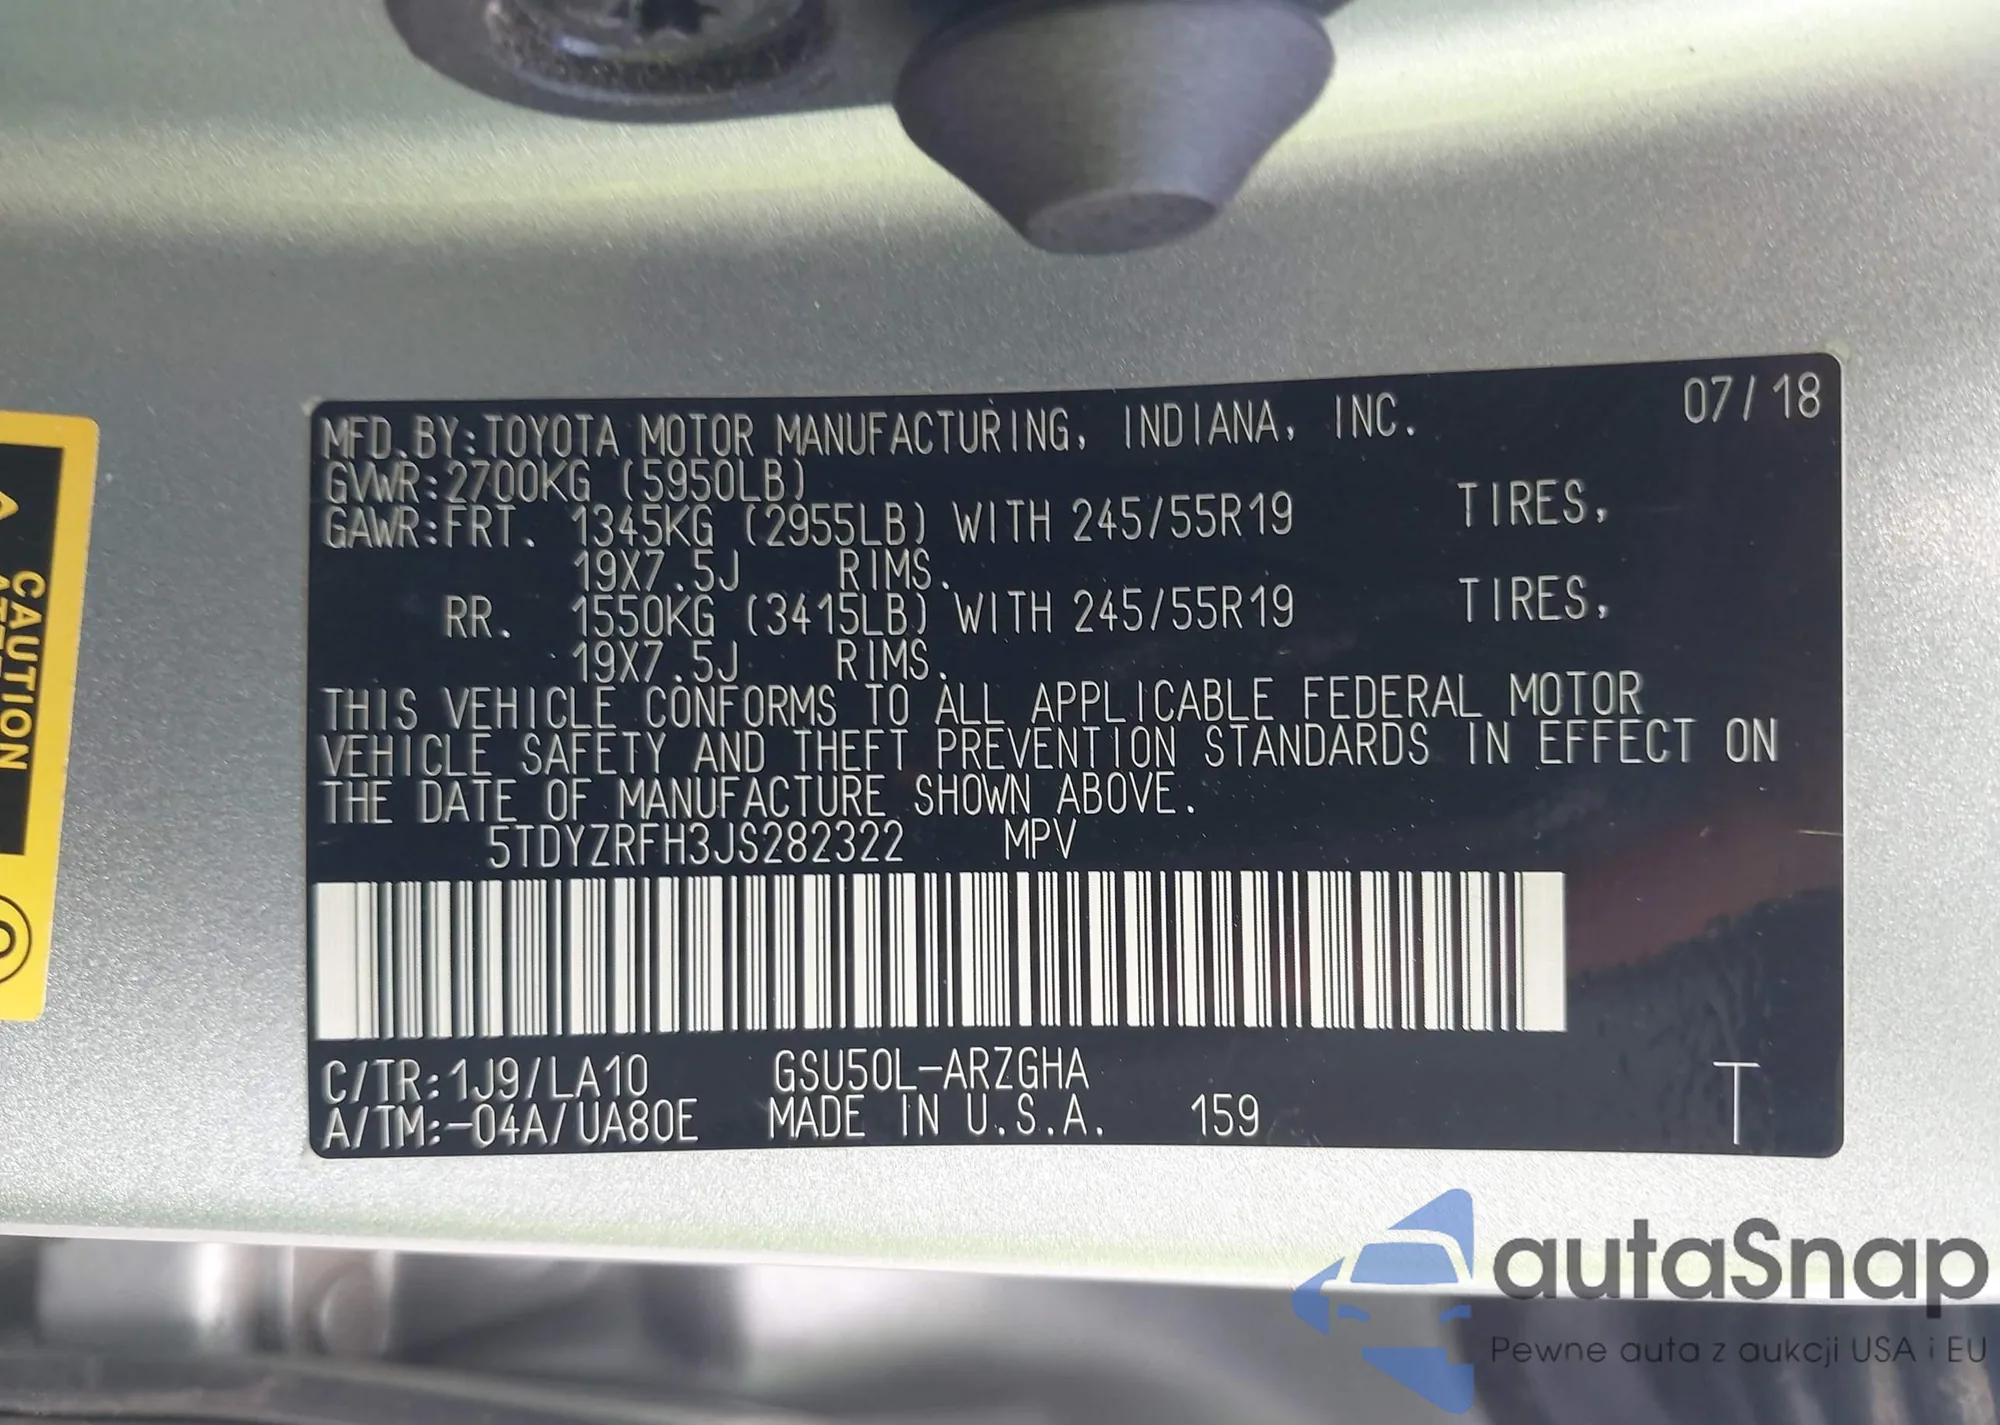 MFD.BY:TOYOTA MOTOR MANUFACTURING, INDIANA, INC. 07/18
GVWR:2700KG (5950LB)
GAWR:FRT. 1345KG (2955LB) WITH 245/55R19 TIRES,
19X7.5J RIMS.
RR. 1550KG (3415LB) WITH 245/55R19 TIRES,
19X7.5J RIMS.
THIS VEHICLE CONFORMS TO ALL APPLICABLE FEDERAL MOTOR
VEHICLE SAFETY AND THEFT PREVENTION STANDARDS IN EFFECT ON
THE DATE OF MANUFACTURE SHOWN ABOVE.
5TDYZRFH3JS282322 MPV
C/TR:1J9/LA10 GSU50L-ARZGHA
A/TM:-04A/UA80E MADE IN U.S.A. 159 T
CAUTION
autaSnap
Pewne auta z aukcji USA i EU